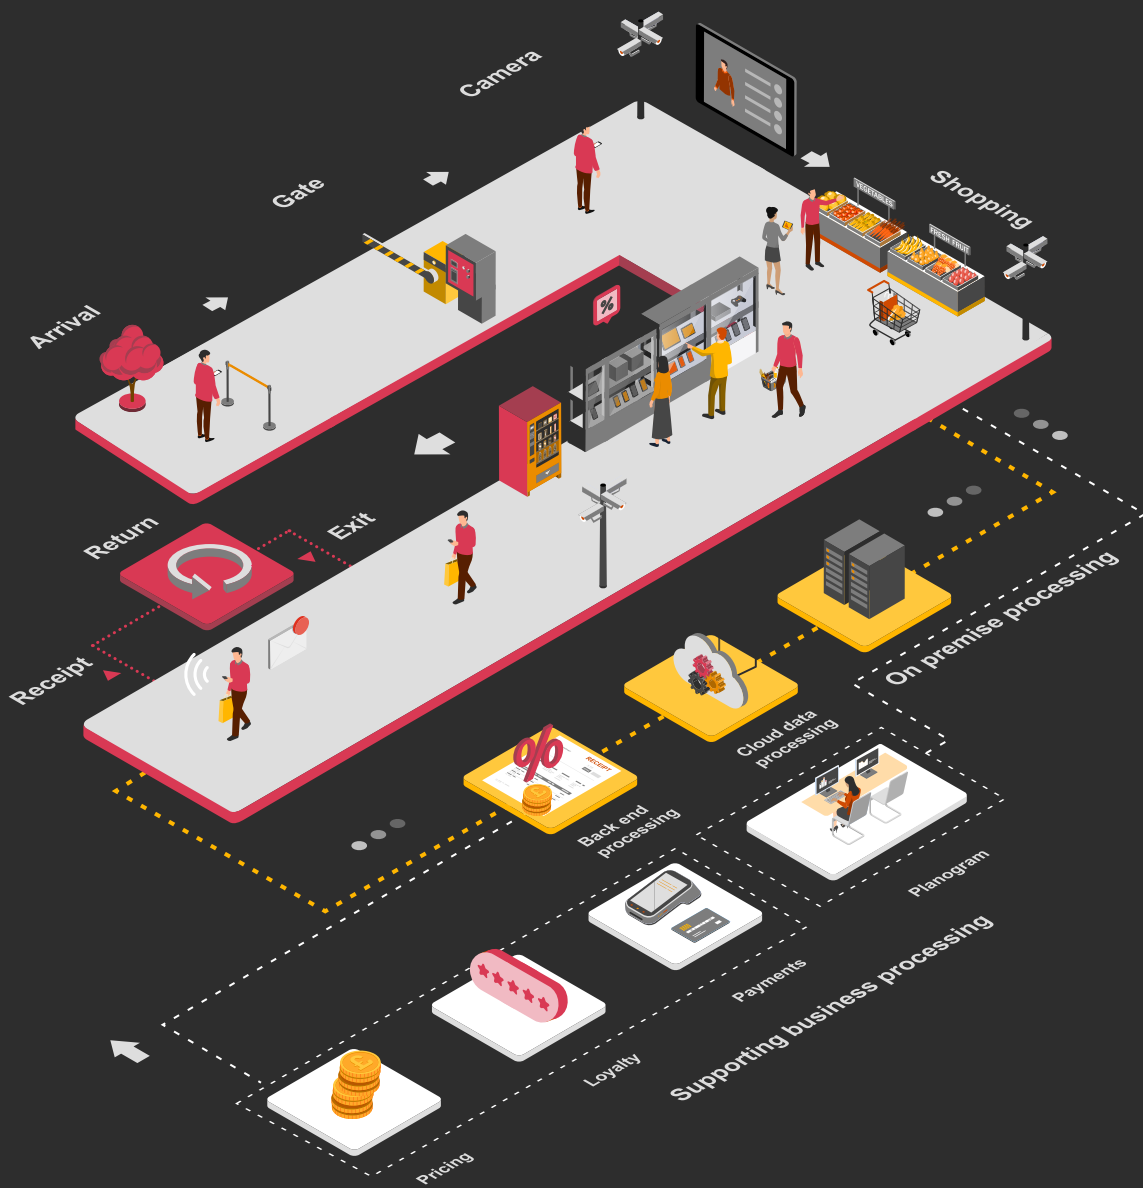 Camera
Gate
Shopping
VEGETABLES
FRESH FRUIT
Arrival
%
Return
Exit
Receipt
On premise processing
Cloud data
processing
%
RECEIPT
Back end
processing
Planogram
Payments
Supporting business processing
Loyalty
Pricing